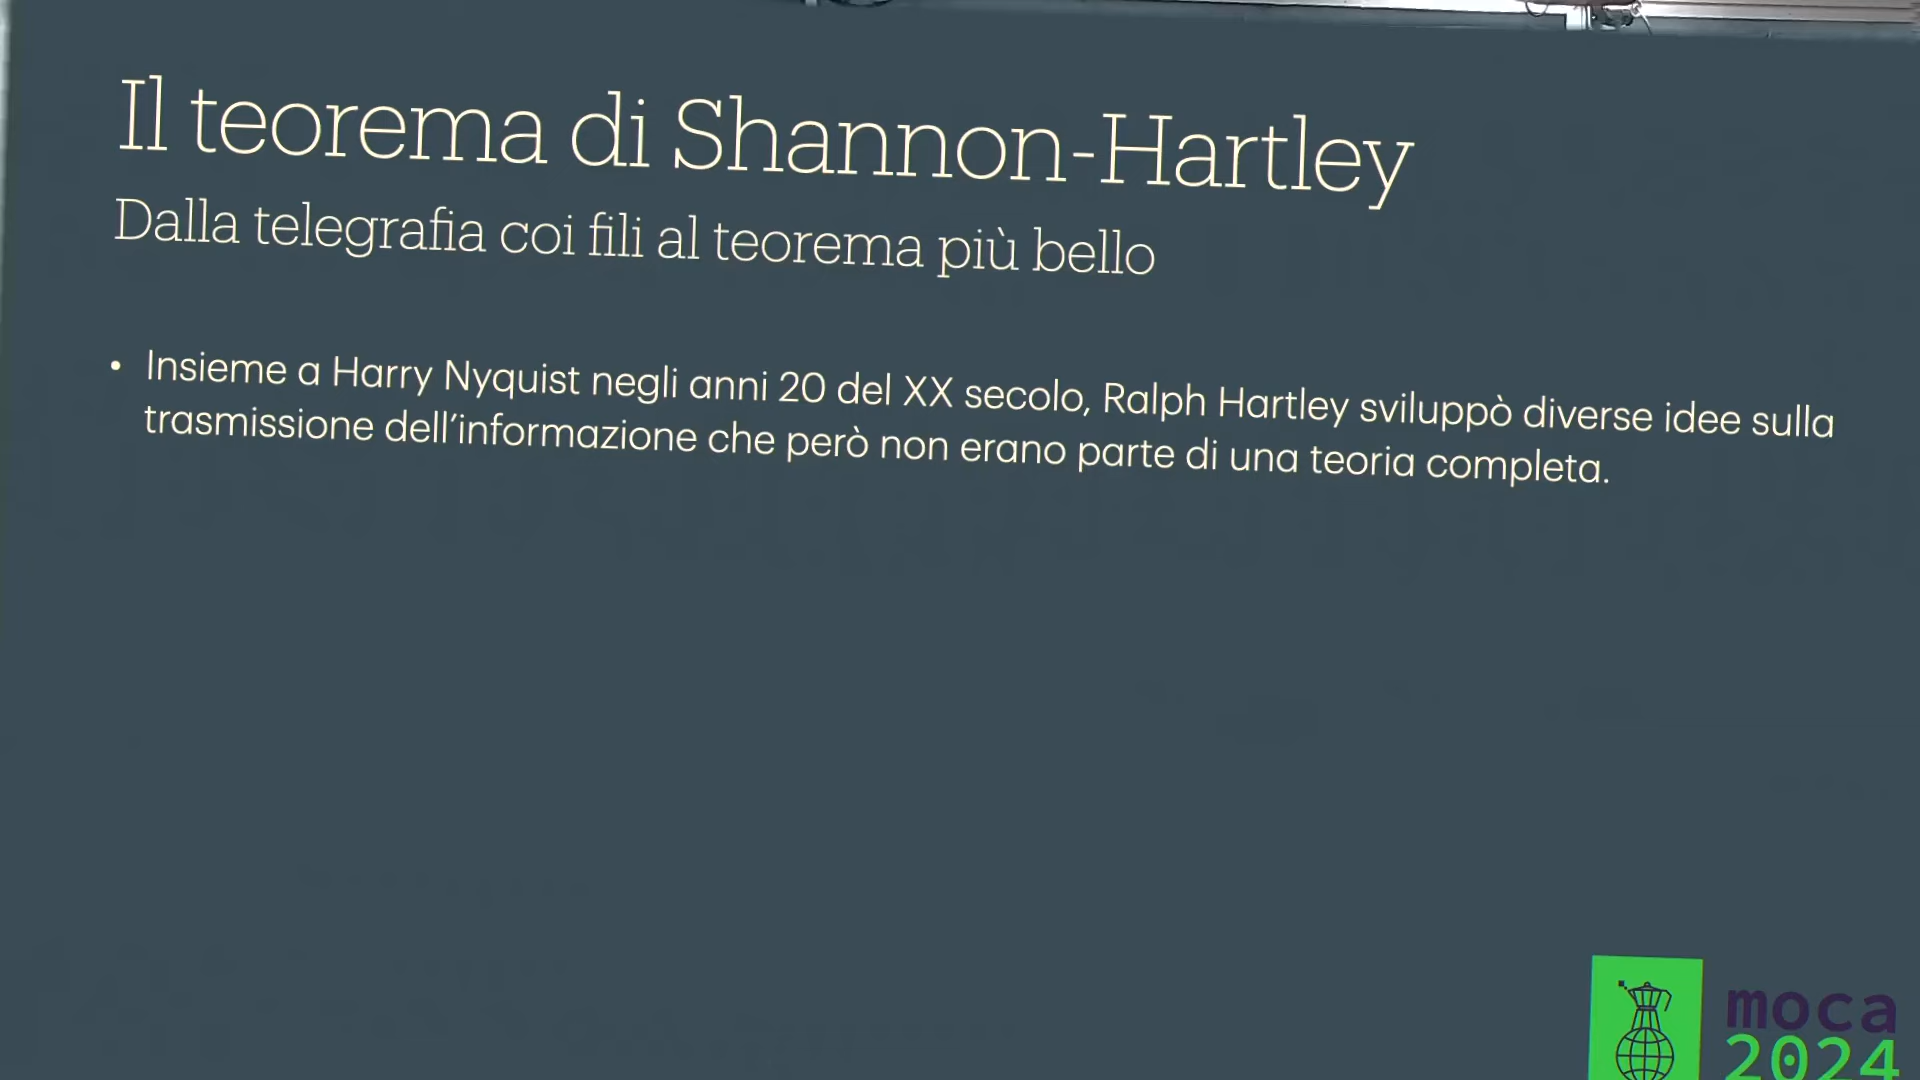 Il teorema di Shannon-Hartley
Dalla telegrafia coi fili al teorema più bello
• Insieme a Harry Nyquist negli anni 20 del XX secolo, Ralph Hartley sviluppò diverse idee sulla
trasmissione dell’informazione che però non erano parte di una teoria completa.
moca
2024